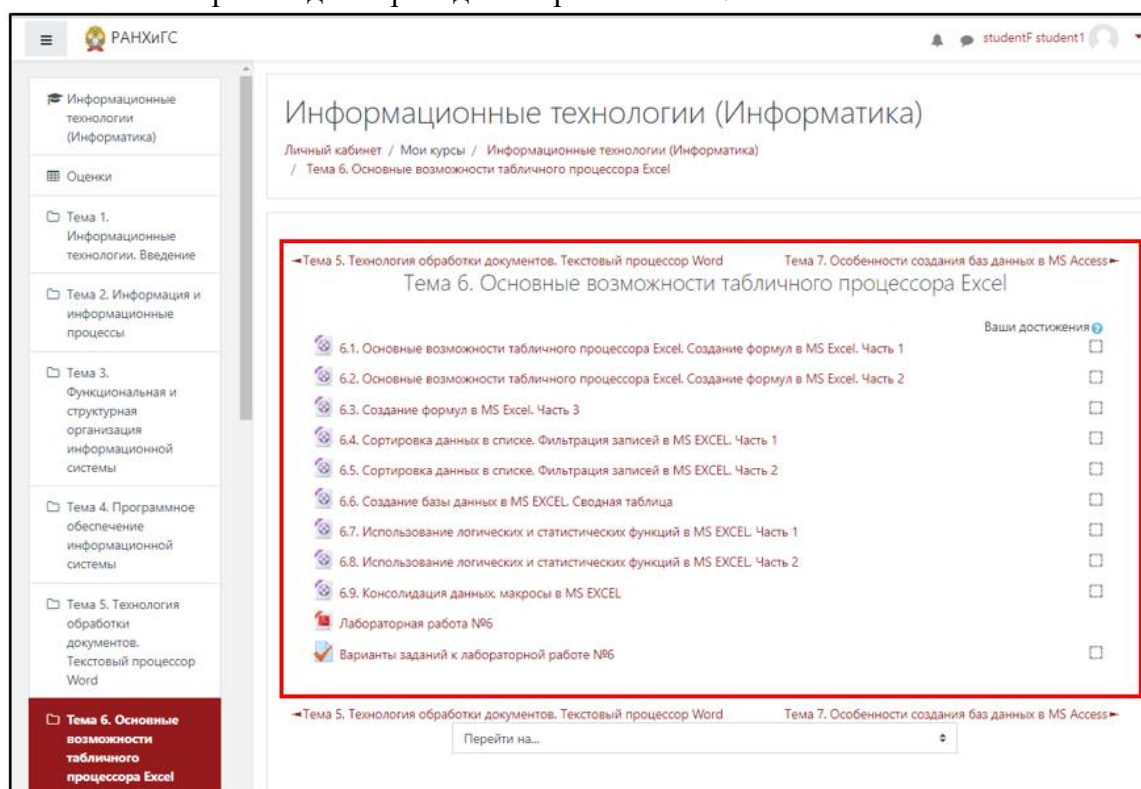 РАНХиГС
studentF student1
Информационные
технологии
(Информатика)
Оценки
Тема 1.
Информационные
технологии. Введение
Тема 2. Информация и
информационные
процессы
Тема 3.
Функциональная и
структурная
организация
информационной
системы
Тема 4. Программное
обеспечение
информационной
системы
Тема 5. Технология
обработки
документов.
Текстовый процессор
Word
Тема 6. Основные
возможности
табличного
процессора Excel
Информационные технологии (Информатика)
Личный кабинет / Мои курсы / Информационные технологии (Информатика)
/ Тема 6. Основные возможности табличного процессора Excel
◄Тема 5. Технология обработки документов. Текстовый процессор Word Тема 7. Особенности создания баз данных в MS Access►
Тема 6. Основные возможности табличного процессора Excel
Ваши достижения
6.1. Основные возможности табличного процессора Excel. Создание формул в MS Excel. Часть 1
6.2. Основные возможности табличного процессора Excel. Создание формул в MS Excel. Часть 2
6.3. Создание формул в MS Excel. Часть 3
6.4. Сортировка данных в списке. Фильтрация записей в MS EXCEL. Часть 1
6.5. Сортировка данных в списке. Фильтрация записей в MS EXCEL. Часть 2
6.6. Создание базы данных в MS EXCEL. Сводная таблица
6.7. Использование логических и статистических функций в MS EXCEL. Часть 1
6.8. Использование логических и статистических функций в MS EXCEL. Часть 2
6.9. Консолидация данных, макросы в MS EXCEL
Лабораторная работа №6
Варианты заданий к лабораторной работе №6
◄Тема 5. Технология обработки документов. Текстовый процессор Word Тема 7. Особенности создания баз данных в MS Access►
Перейти на...